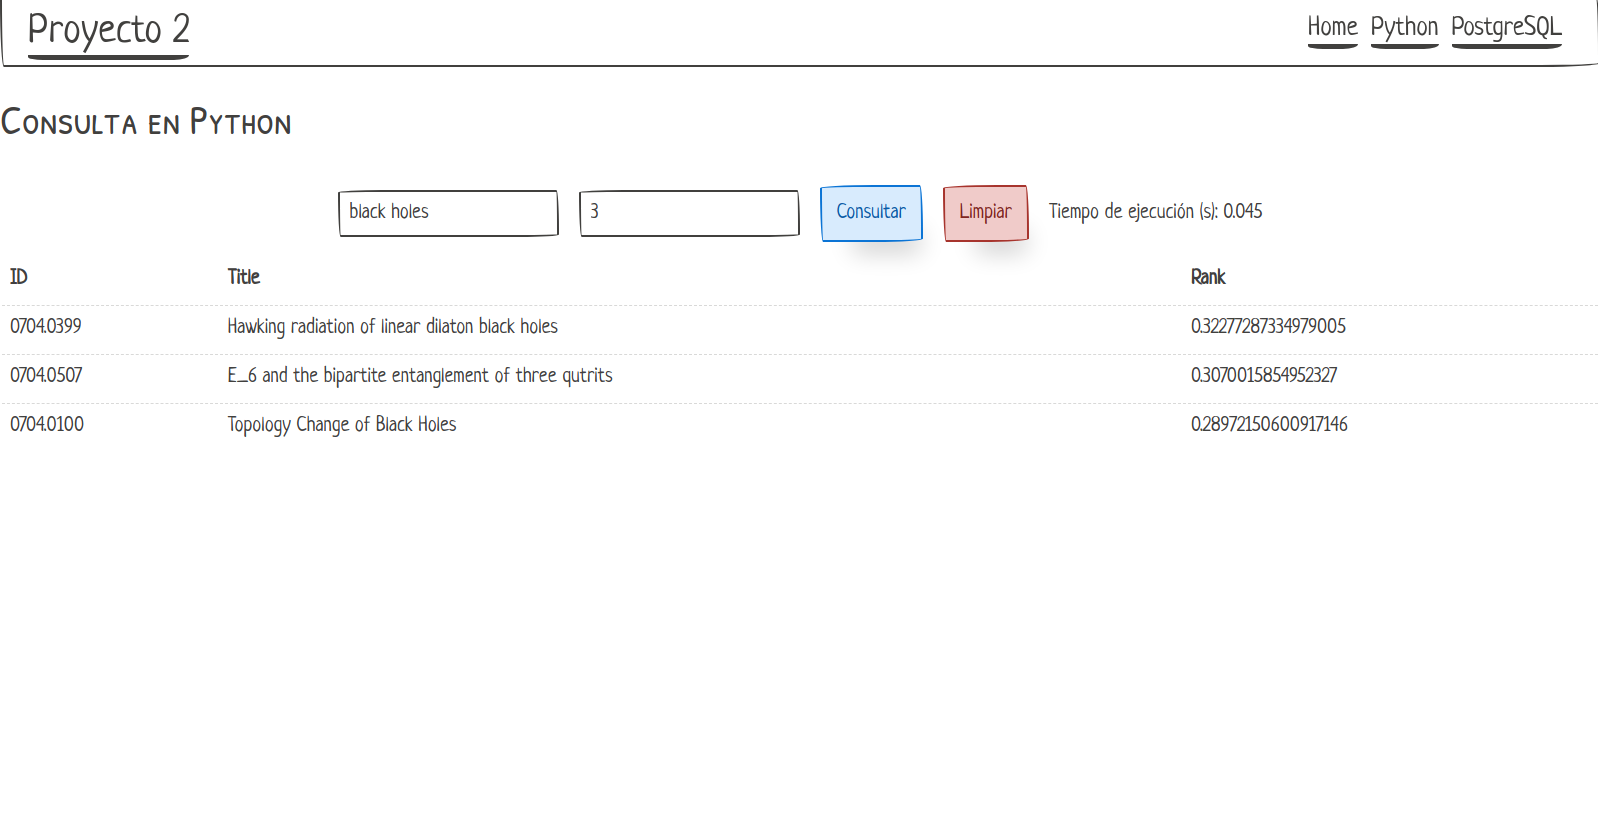 Proyecto 2 Home Python PostgreSQL
Consulta en Python
black holes 3 Consultar Limpiar Tiempo de ejecución (s): 0.045
ID Title Rank
0704.0399 Hawking radiation of linear dilaton black holes 0.32277287334979005
0704.0507 E_6 and the bipartite entanglement of three qutrits 0.3070015854952327
0704.0100 Topology Change of Black Holes 0.28972150600917146